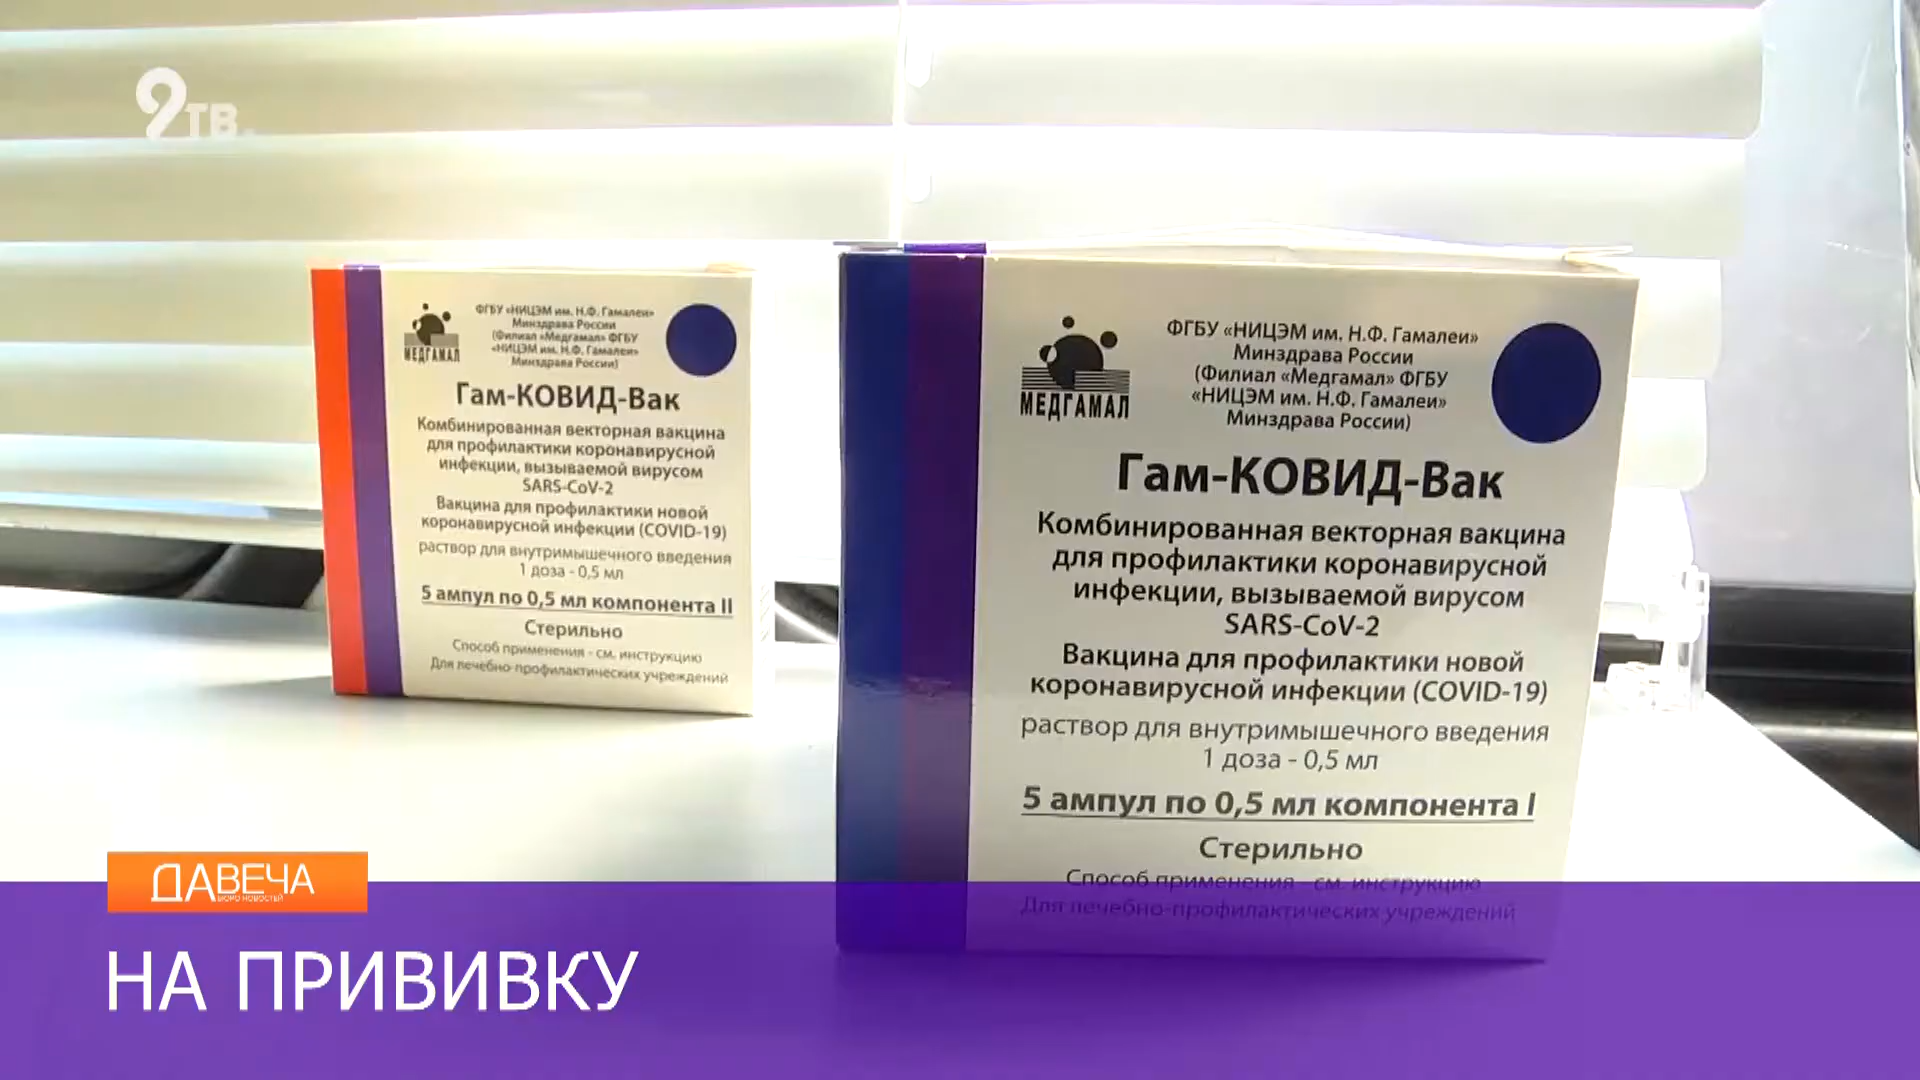 9ТВ.
ФГБУ «НИЦЭМ им. Н.Ф. Гамалеи»
Минздрава России
(Филиал «Медгамал» ФГБУ
«НИЦЭМ им. Н.Ф. Гамалеи»
Минздрава России)
МЕДГАМАЛ
Гам-КОВИД-Вак
Комбинированная векторная вакцина
для профилактики коронавирусной
инфекции, вызываемой вирусом
SARS-CoV-2
Вакцина для профилактики новой
коронавирусной инфекции (COVID-19)
раствор для внутримышечного введения
1 доза - 0,5 мл
5 ампул по 0,5 мл компонента II
Стерильно
Способ применения - см. инструкцию
Для лечебно-профилактических учреждений
ФГБУ «НИЦЭМ им. Н.Ф. Гамалеи»
Минздрава России
(Филиал «Медгамал» ФГБУ
«НИЦЭМ им. Н.Ф. Гамалеи»
Минздрава России)
МЕДГАМАЛ
Гам-КОВИД-Вак
Комбинированная векторная вакцина
для профилактики коронавирусной
инфекции, вызываемой вирусом
SARS-CoV-2
Вакцина для профилактики новой
коронавирусной инфекции (COVID-19)
раствор для внутримышечного введения
1 доза - 0,5 мл
5 ампул по 0,5 мл компонента I
Стерильно
Способ применения - см. инструкцию
Для лечебно-профилактических учреждений
ДАВЕЧА
БЮРО НОВОСТЕЙ
НА ПРИВИВКУ